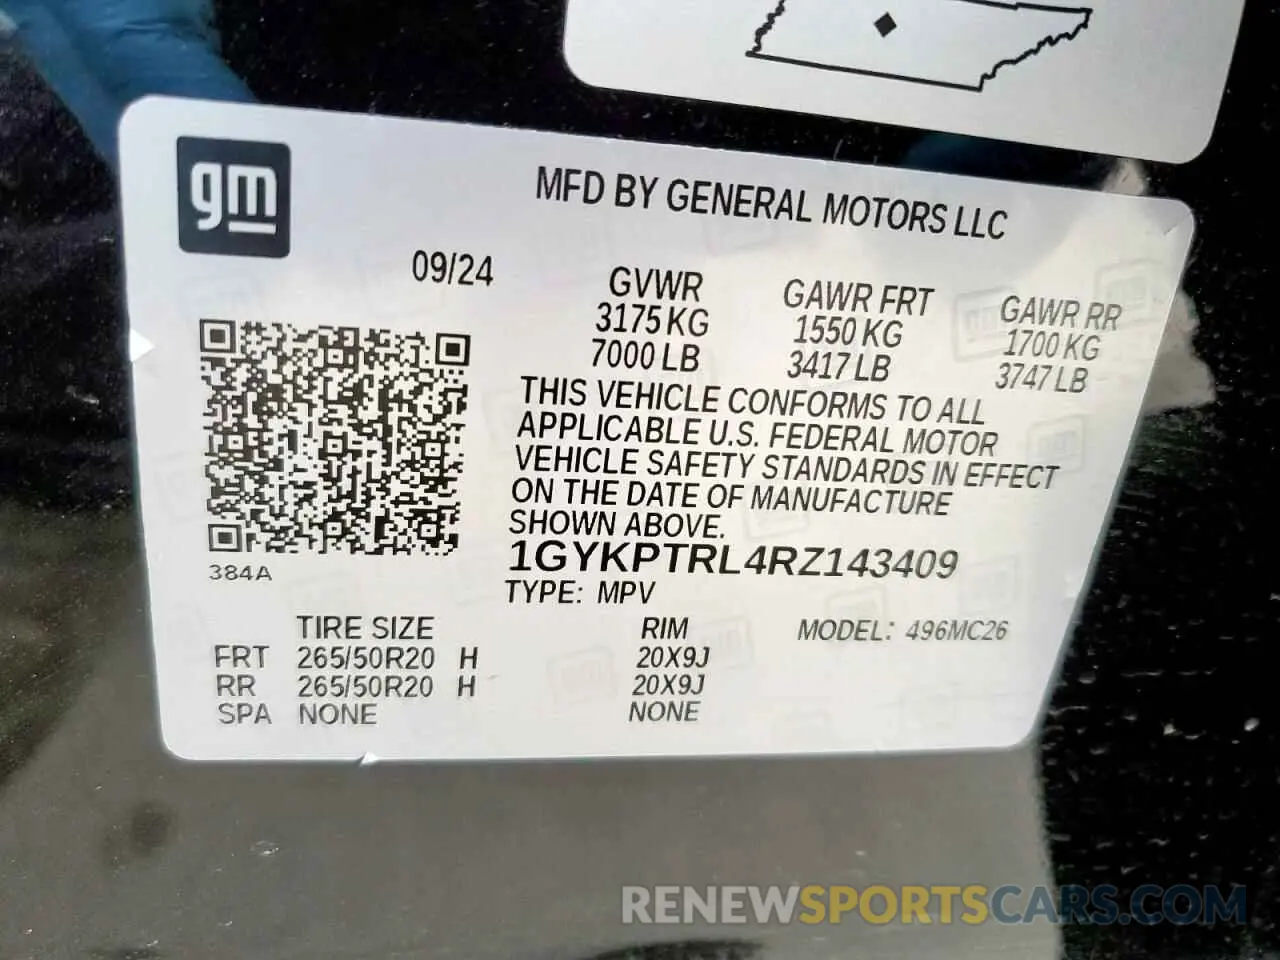 gm
MFD BY GENERAL MOTORS LLC
09/24
GVWR GAWR FRT GAWR RR
3175 KG 1550 KG 1700 KG
7000 LB 3417 LB 3747 LB
THIS VEHICLE CONFORMS TO ALL
APPLICABLE U.S. FEDERAL MOTOR
VEHICLE SAFETY STANDARDS IN EFFECT
ON THE DATE OF MANUFACTURE
SHOWN ABOVE.
1GYKPTRL4RZ143409
384A
TYPE: MPV
TIRE SIZE RIM MODEL: 496MC26
FRT 265/50R20 H 20X9J
RR 265/50R20 H 20X9J
SPA NONE NONE
RENEWSPORTSCARS.COM